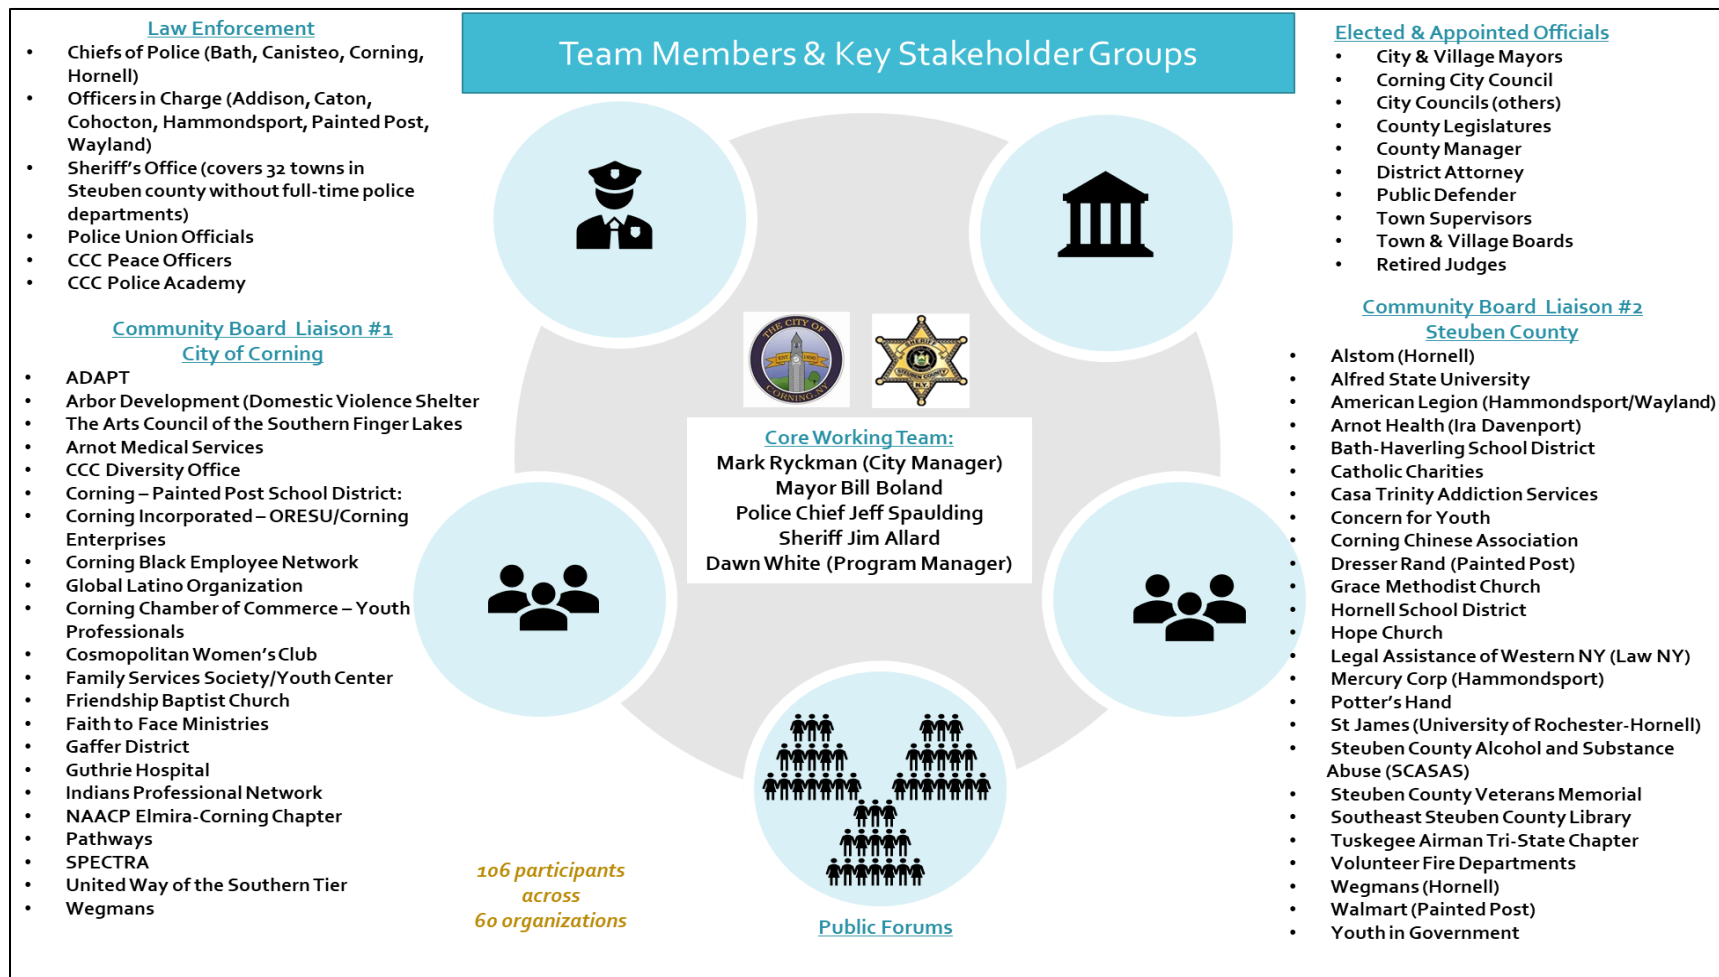 Team Members & Key Stakeholder Groups
Law Enforcement
• Chiefs of Police (Bath, Canisteo, Corning,
Hornell)
• Officers in Charge (Addison, Caton,
Cohocton, Hammondsport, Painted Post,
Wayland)
• Sheriff's Office (covers 32 towns in
Steuben county without full-time police
departments)
• Police Union Officials
• CCC Peace Officers
• CCC Police Academy
Community Board Liaison #1
City of Corning
• ADAPT
• Arbor Development (Domestic Violence Shelter
• The Arts Council of the Southern Finger Lakes
• Arnot Medical Services
• CCC Diversity Office
• Corning – Painted Post School District:
• Corning Incorporated – ORESU/Corning
Enterprises
• Corning Black Employee Network
• Global Latino Organization
• Corning Chamber of Commerce – Youth
Professionals
• Cosmopolitan Women's Club
• Family Services Society/Youth Center
• Friendship Baptist Church
• Faith to Face Ministries
• Gaffer District
• Guthrie Hospital
• Indians Professional Network
• NAACP Elmira-Corning Chapter
• Pathways
• SPECTRA
• United Way of the Southern Tier
• Wegmans
THE CITY OF
CORNING, NY
SHERIFF
STEUBEN COUNTY
N.Y.
Core Working Team:
Mark Ryckman (City Manager)
Mayor Bill Boland
Police Chief Jeff Spaulding
Sheriff Jim Allard
Dawn White (Program Manager)
106 participants
across
60 organizations
Public Forums
Elected & Appointed Officials
• City & Village Mayors
• Corning City Council
• City Councils (others)
• County Legislatures
• County Manager
• District Attorney
• Public Defender
• Town Supervisors
• Town & Village Boards
• Retired Judges
Community Board Liaison #2
Steuben County
• Alstom (Hornell)
• Alfred State University
• American Legion (Hammondsport/Wayland)
• Arnot Health (Ira Davenport)
• Bath-Haverling School District
• Catholic Charities
• Casa Trinity Addiction Services
• Concern for Youth
• Corning Chinese Association
• Dresser Rand (Painted Post)
• Grace Methodist Church
• Hornell School District
• Hope Church
• Legal Assistance of Western NY (Law NY)
• Mercury Corp (Hammondsport)
• Potter's Hand
• St James (University of Rochester-Hornell)
• Steuben County Alcohol and Substance
Abuse (SCASAS)
• Steuben County Veterans Memorial
• Southeast Steuben County Library
• Tuskegee Airman Tri-State Chapter
• Volunteer Fire Departments
• Wegmans (Hornell)
• Walmart (Painted Post)
• Youth in Government